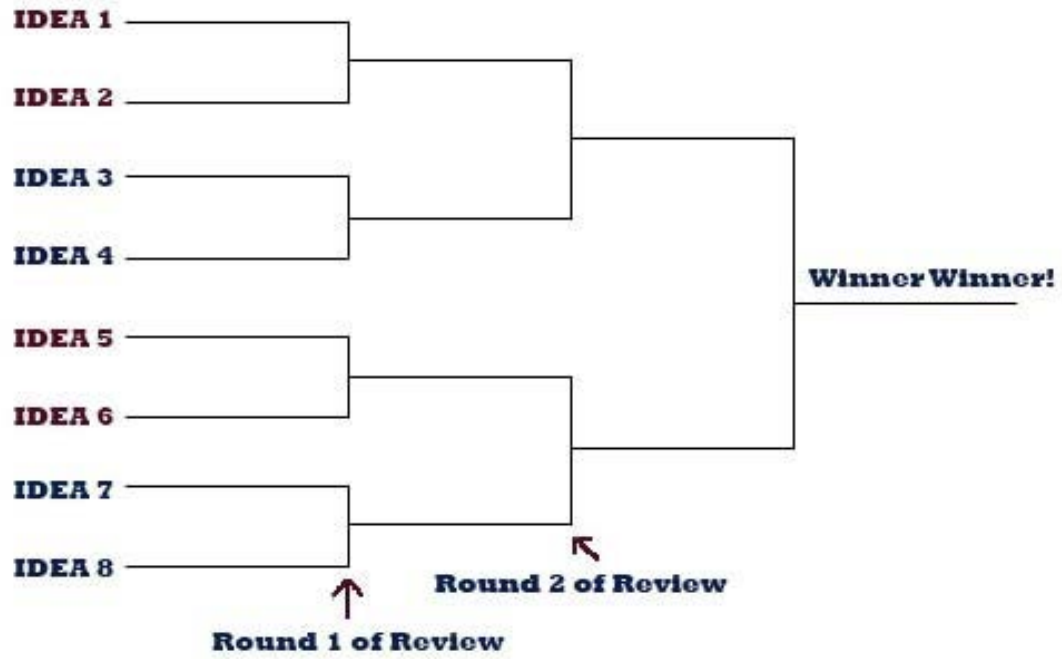 IDEA 1
IDEA 2
IDEA 3
IDEA 4
Winner Winner!
IDEA 5
IDEA 6
IDEA 7
IDEA 8
Round 2 of Review
Round 1 of Review